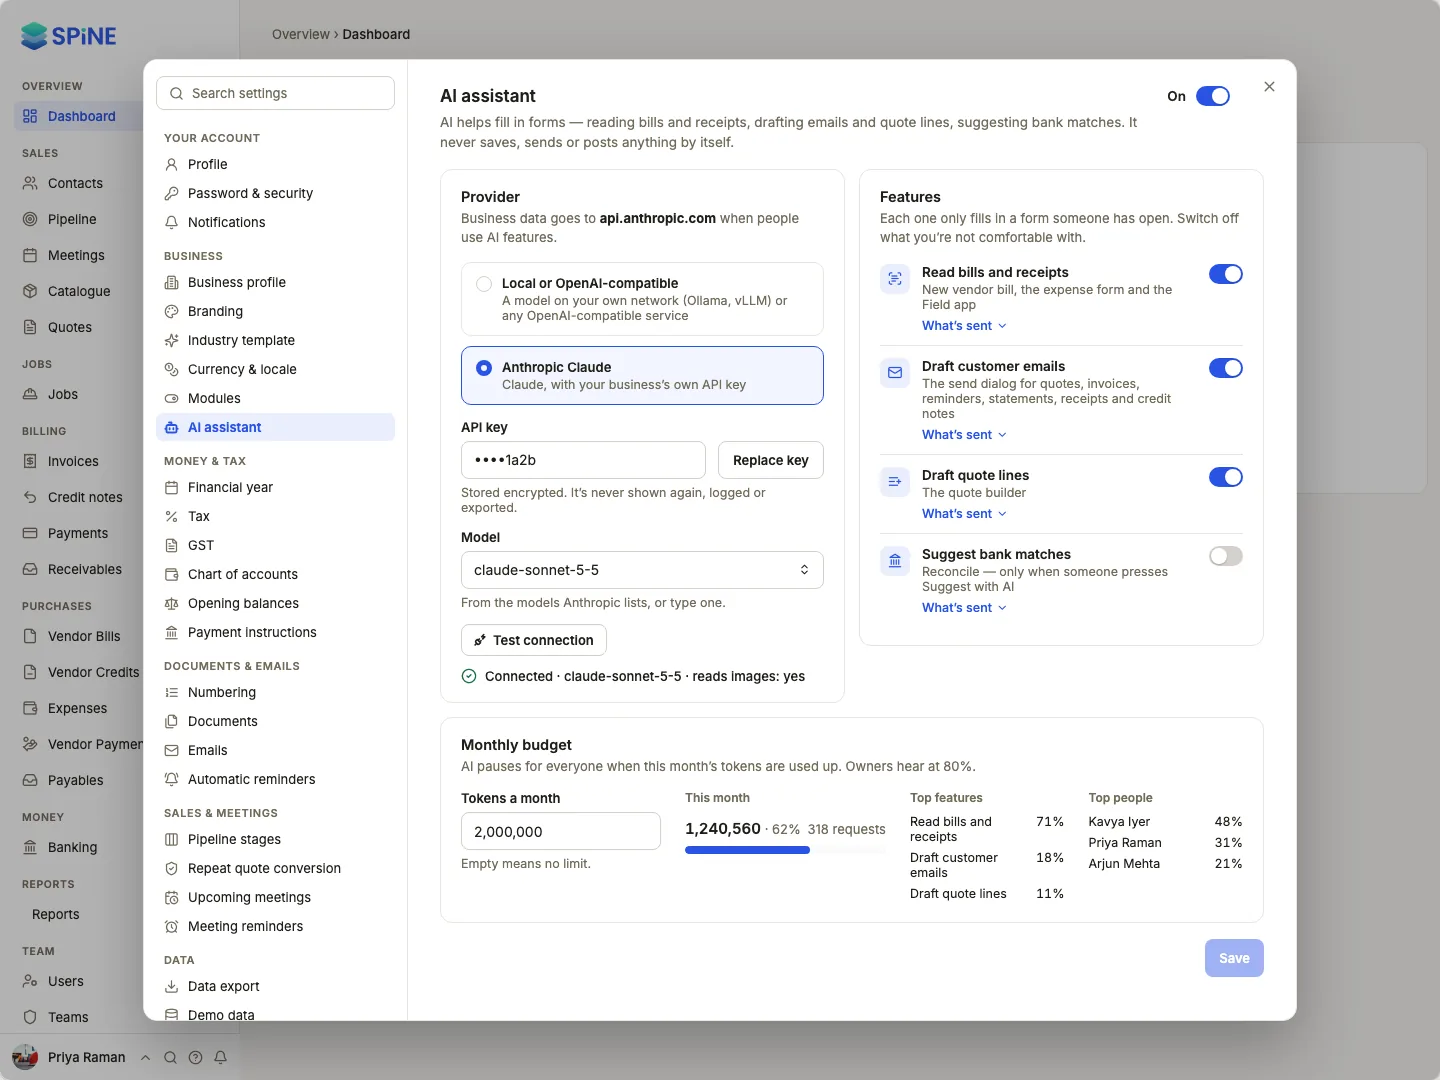 SPiNE
Overview › Dashboard
OVERVIEW
Dashboard
SALES
Contacts
Pipeline
Meetings
Catalogue
Quotes
JOBS
Jobs
BILLING
Invoices
Credit notes
Payments
Receivables
PURCHASES
Vendor Bills
Vendor Credits
Expenses
Vendor Paymen
Payables
MONEY
Banking
REPORTS
Reports
TEAM
Users
Teams
Priya Raman
Search settings
YOUR ACCOUNT
Profile
Password & security
Notifications
BUSINESS
Business profile
Branding
Industry template
Currency & locale
Modules
AI assistant
MONEY & TAX
Financial year
Tax
GST
Chart of accounts
Opening balances
Payment instructions
DOCUMENTS & EMAILS
Numbering
Documents
Emails
Automatic reminders
SALES & MEETINGS
Pipeline stages
Repeat quote conversion
Upcoming meetings
Meeting reminders
DATA
Data export
Demo data
AI assistant
On
AI helps fill in forms — reading bills and receipts, drafting emails and quote lines, suggesting bank matches. It
never saves, sends or posts anything by itself.
Provider
Business data goes to api.anthropic.com when people
use AI features.
Local or OpenAI-compatible
A model on your own network (Ollama, vLLM) or
any OpenAI-compatible service
Anthropic Claude
Claude, with your business’s own API key
API key
••••1a2b
Replace key
Stored encrypted. It’s never shown again, logged or
exported.
Model
claude-sonnet-5-5
From the models Anthropic lists, or type one.
Test connection
Connected · claude-sonnet-5-5 · reads images: yes
Features
Each one only fills in a form someone has open. Switch off
what you’re not comfortable with.
Read bills and receipts
New vendor bill, the expense form and the
Field app
What’s sent
Draft customer emails
The send dialog for quotes, invoices,
reminders, statements, receipts and credit
notes
What’s sent
Draft quote lines
The quote builder
What’s sent
Suggest bank matches
Reconcile — only when someone presses
Suggest with AI
What’s sent
Monthly budget
AI pauses for everyone when this month’s tokens are used up. Owners hear at 80%.
Tokens a month
2,000,000
Empty means no limit.
This month
1,240,560 · 62% 318 requests
Top features
Read bills and
receipts
71%
Draft customer
emails
18%
Draft quote lines 11%
Top people
Kavya Iyer 48%
Priya Raman 31%
Arjun Mehta 21%
Save